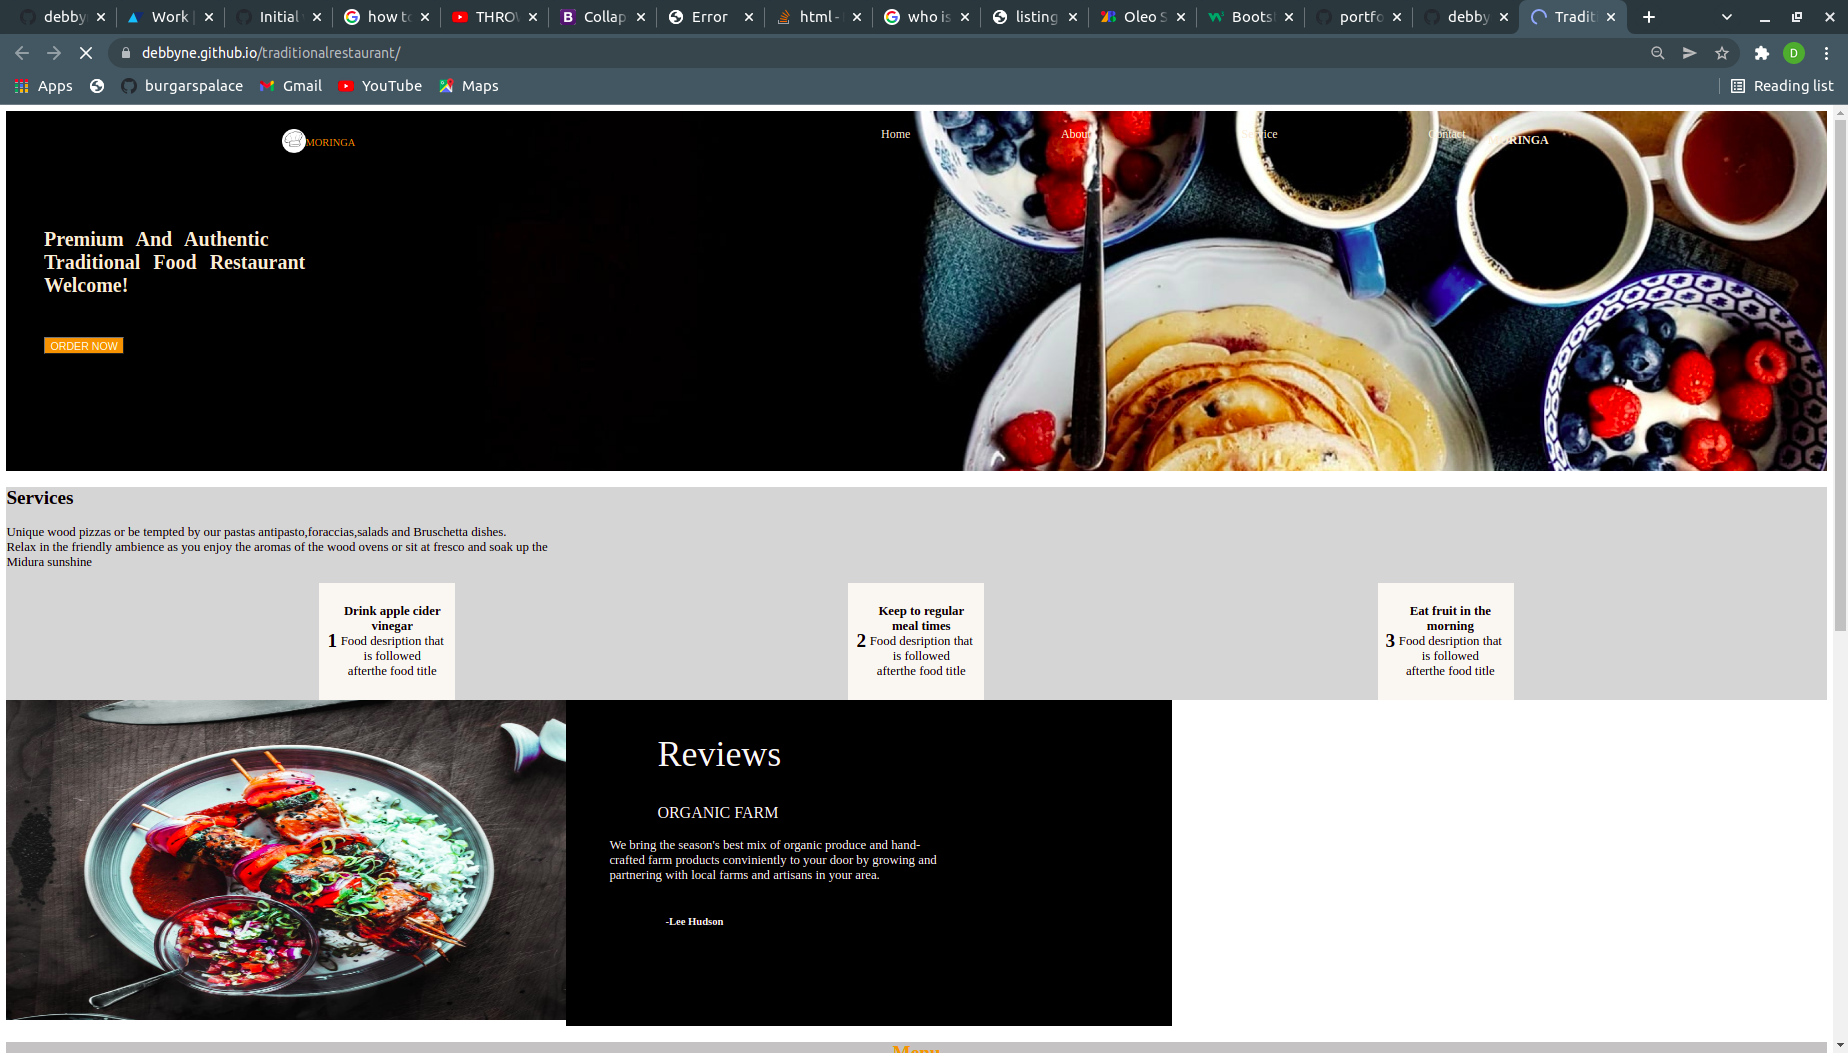 debby
Work
Initial
how to
THROW
Collap
Error
html -
who is
listing
Oleo S
Boots
portfo
debby
Tradit
debbyne.github.io/traditionalrestaurant/
D
Apps
burgarspalace
Gmail
YouTube
Maps
Reading list
MORINGA
Home
About
Contact
Premium And Authentic
Traditional Food Restaurant
Welcome!
ORDER NOW
Services
Unique wood pizzas or be tempted by our pastas antipasto,foraccias,salads and Bruschetta dishes.
Relax in the friendly ambience as you enjoy the aromas of the wood ovens or sit at fresco and soak up the
Midura sunshine
Drink apple cider
vinegar
1 Food desription that
is followed
afterthe food title
Keep to regular
meal times
2 Food desription that
is followed
afterthe food title
Eat fruit in the
morning
3 Food desription that
is followed
afterthe food title
Reviews
ORGANIC FARM
We bring the season's best mix of organic produce and hand-
crafted farm products conviniently to your door by growing and
partnering with local farms and artisans in your area.
-Lee Hudson
Menu